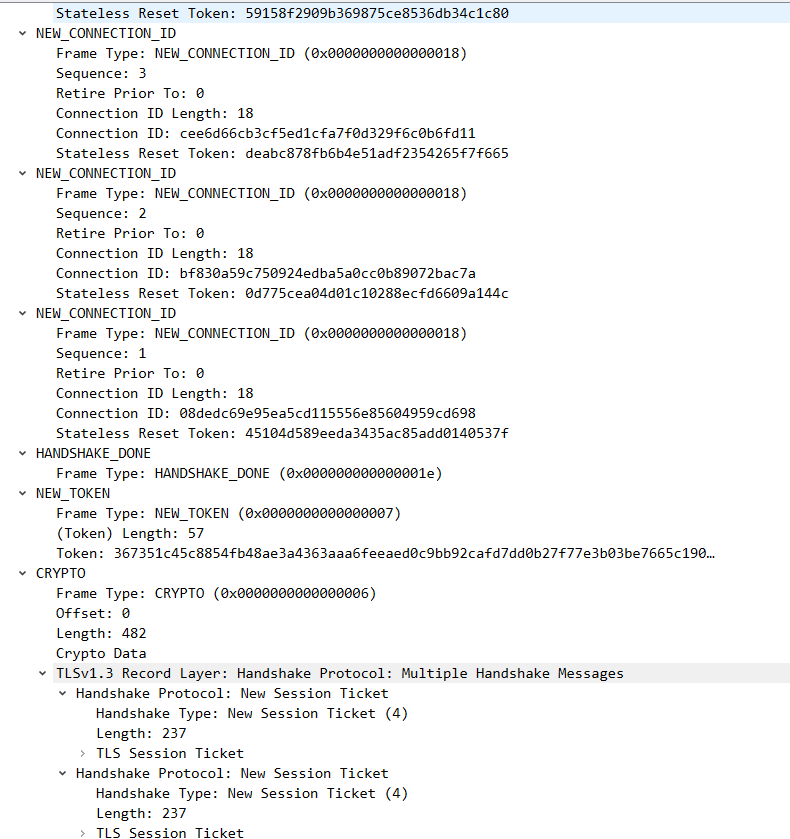 Stateless Reset Token: 59158f2909b369875ce8536db34c1c80
NEW_CONNECTION_ID
Frame Type: NEW_CONNECTION_ID (0x0000000000000018)
Sequence: 3
Retire Prior To: 0
Connection ID Length: 18
Connection ID: cee6d66cb3cf5ed1cfa7f0d329f6c0b6fd11
Stateless Reset Token: deabc878fb6b4e51adf2354265f7f665
NEW_CONNECTION_ID
Frame Type: NEW_CONNECTION_ID (0x0000000000000018)
Sequence: 2
Retire Prior To: 0
Connection ID Length: 18
Connection ID: bf830a59c750924edba5a0cc0b89072bac7a
Stateless Reset Token: 0d775cea04d01c10288ecfd6609a144c
NEW_CONNECTION_ID
Frame Type: NEW_CONNECTION_ID (0x0000000000000018)
Sequence: 1
Retire Prior To: 0
Connection ID Length: 18
Connection ID: 08dedc69e95ea5cd115556e85604959cd698
Stateless Reset Token: 45104d589eeda3435ac85add0140537f
HANDSHAKE_DONE
Frame Type: HANDSHAKE_DONE (0x000000000000001e)
NEW_TOKEN
Frame Type: NEW_TOKEN (0x0000000000000007)
(Token) Length: 57
Token: 367351c45c8854fb48ae3a4363aaa6feeaed0c9bb92cafd7dd0b27f77e3b03be7665c190…
CRYPTO
Frame Type: CRYPTO (0x0000000000000006)
Offset: 0
Length: 482
Crypto Data
TLSv1.3 Record Layer: Handshake Protocol: Multiple Handshake Messages
Handshake Protocol: New Session Ticket
Handshake Type: New Session Ticket (4)
Length: 237
TLS Session Ticket
Handshake Protocol: New Session Ticket
Handshake Type: New Session Ticket (4)
Length: 237
TLS Session Ticket